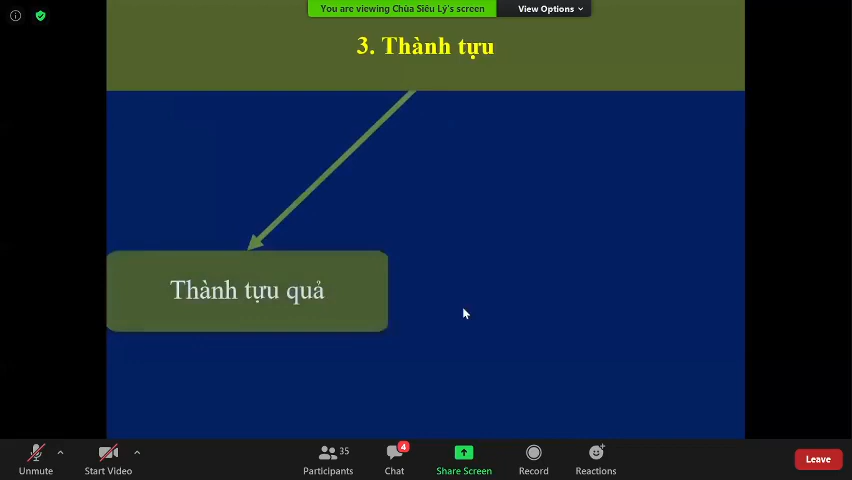 You are viewing Chùa Siêu Lý's screen
View Options
3. Thành tựu
Thành tựu quả
Unmute
Start Video
35
Participants
4
Chat
Share Screen
Record
Reactions
Leave